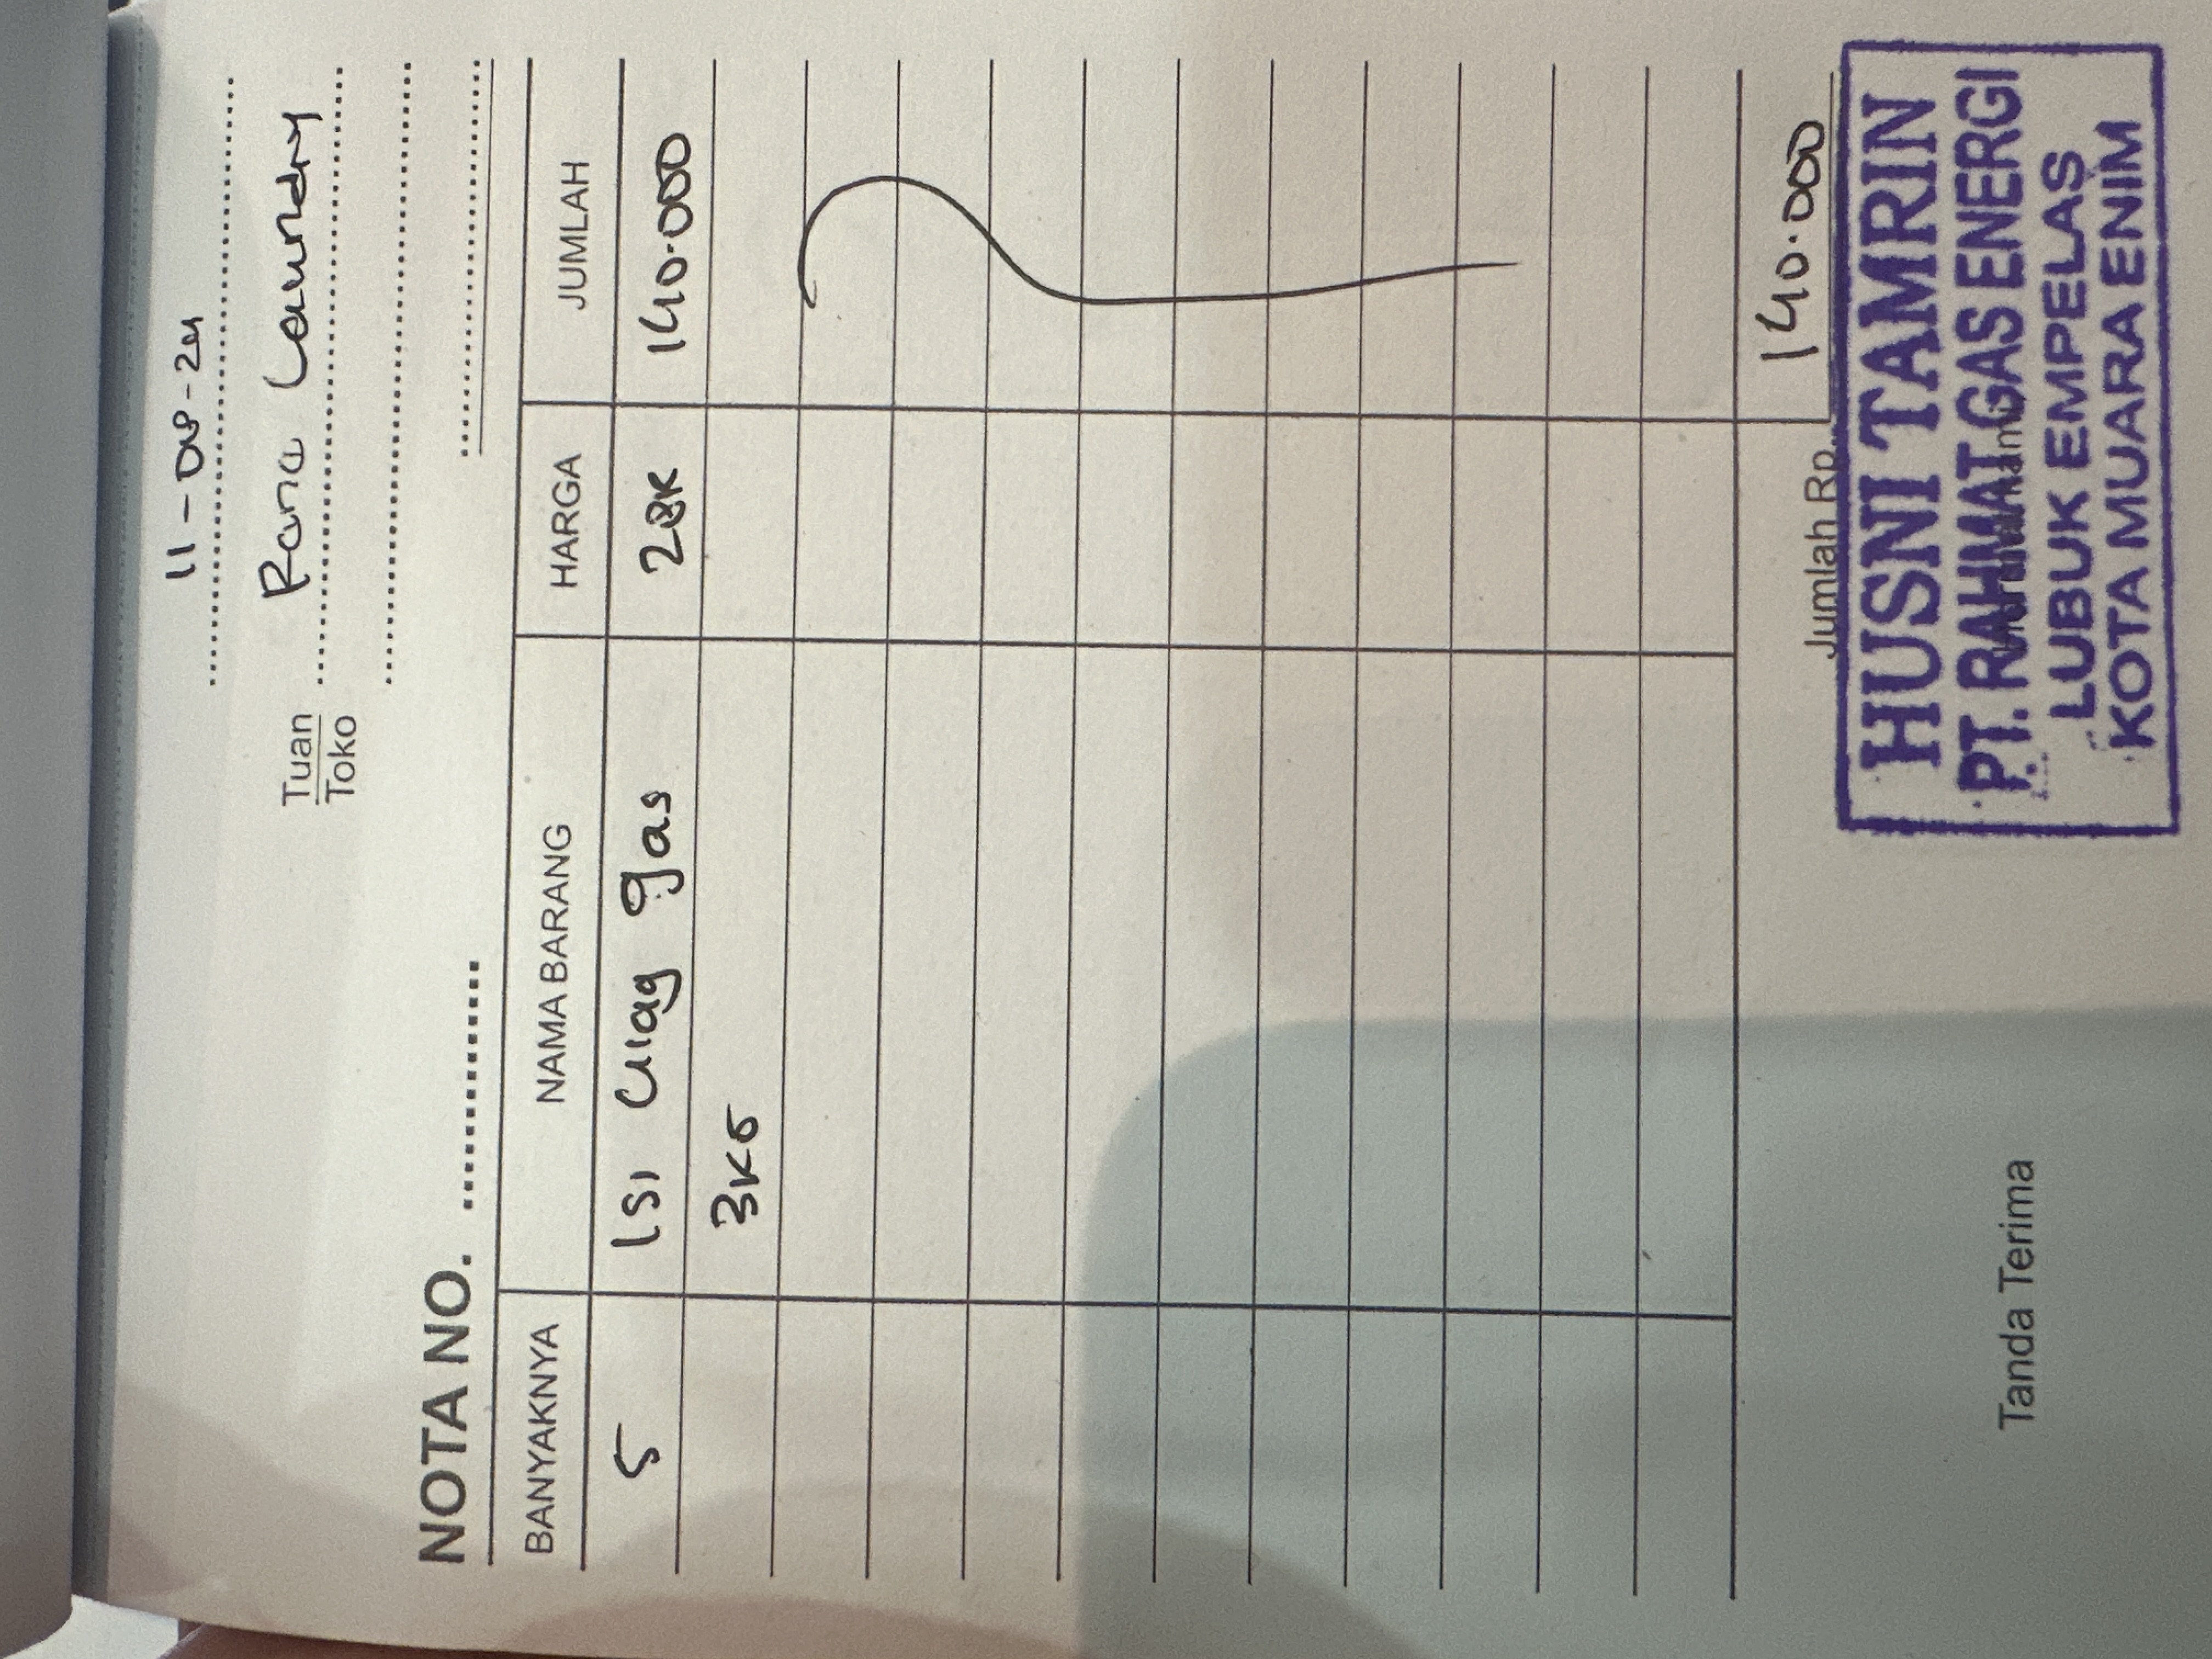 11-08-24
Tuan
Toko
Rana Laundry
NOTA NO.
BANYAKNYA NAMA BARANG HARGA JUMLAH
5 Isi Ulag gas 28K 140.000
3KG
Jumlah Rp. 140.000
Tanda Terima
HUSNI TAMRIN
PT. RAHMAT GAS ENERGI
LUBUK EMPELAS
KOTA MUARA ENIM